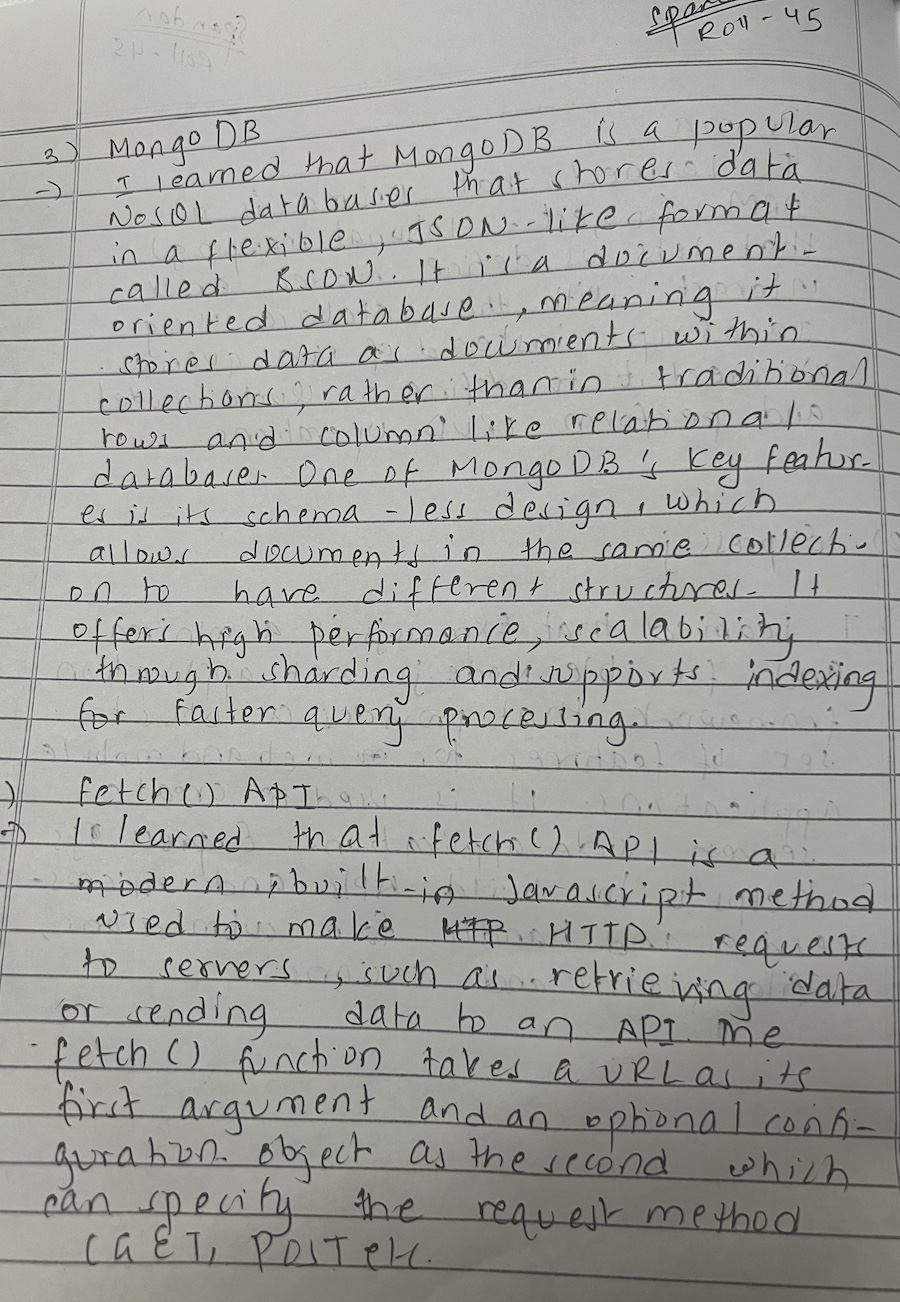 Roll - 45
3) MongoDB
→ I learned that MongoDB is a popular
NoSQL databases that stores data
in a flexible, JSON-like format
called BSON. It is a document-
oriented database, meaning it
stores data as documents within
collections, rather than in traditional
rows and column like relational
databases. One of MongoDB's key featur-
es is its schema-less design, which
allows documents in the same collecti-
on to have different structures. It
offers high performance, scalability
through sharding and supports indexing
for faster query processing.
) Fetch() API
→ I learned that fetch() API is a
modern, built-in Javascript method
used to make HTTP requests
to servers, such as retrieving data
or sending data to an API. The
fetch() function takes a URL as its
first argument and an optional confi-
guration object as the second which
can specify the request method
(GET, POST etc.